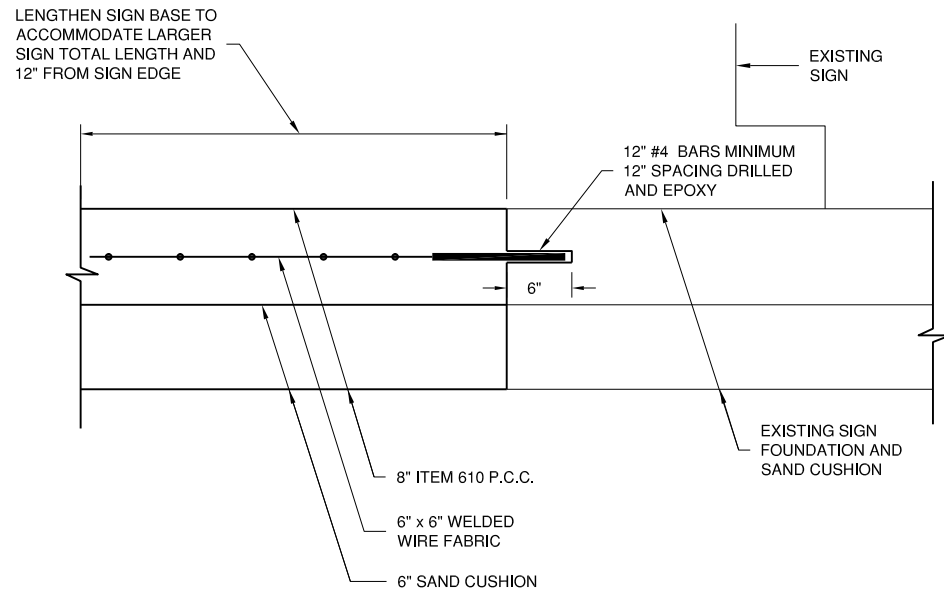 LENGTHEN SIGN BASE TO
ACCOMMODATE LARGER
SIGN TOTAL LENGTH AND
12" FROM SIGN EDGE
EXISTING
SIGN
12" #4 BARS MINIMUM
12" SPACING DRILLED
AND EPOXY
6"
EXISTING SIGN
FOUNDATION AND
SAND CUSHION
8" ITEM 610 P.C.C.
6" x 6" WELDED
WIRE FABRIC
6" SAND CUSHION